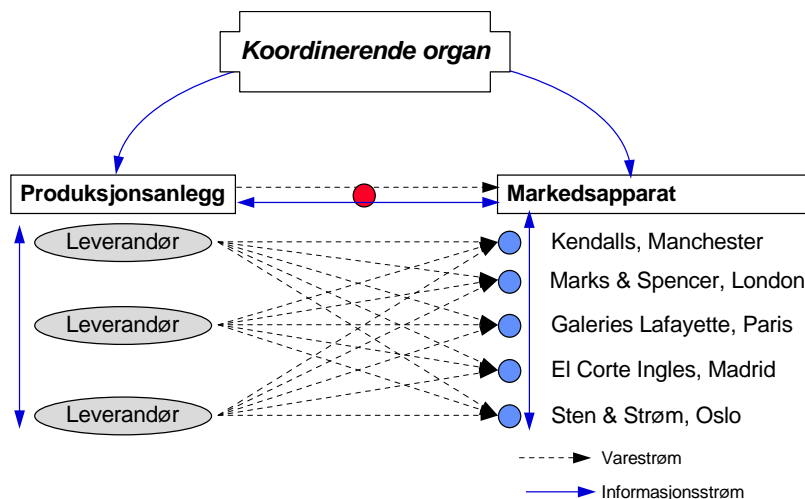 Koordinerende organ
Produksjonsanlegg
Markedsapparat
Leverandør
Kendalls, Manchester
Marks & Spencer, London
Leverandør
Galeries Lafayette, Paris
El Corte Ingles, Madrid
Leverandør
Sten & Strøm, Oslo
Varestrøm
Informasjonsstrøm